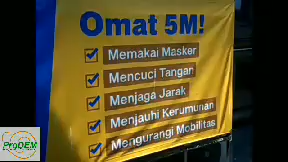 Omat 5M!
Memakai Masker
Mencuci Tangan
Menjaga Jarak
Menjauhi Kerumunan
Mengurangi Mobilitas
ProDEM